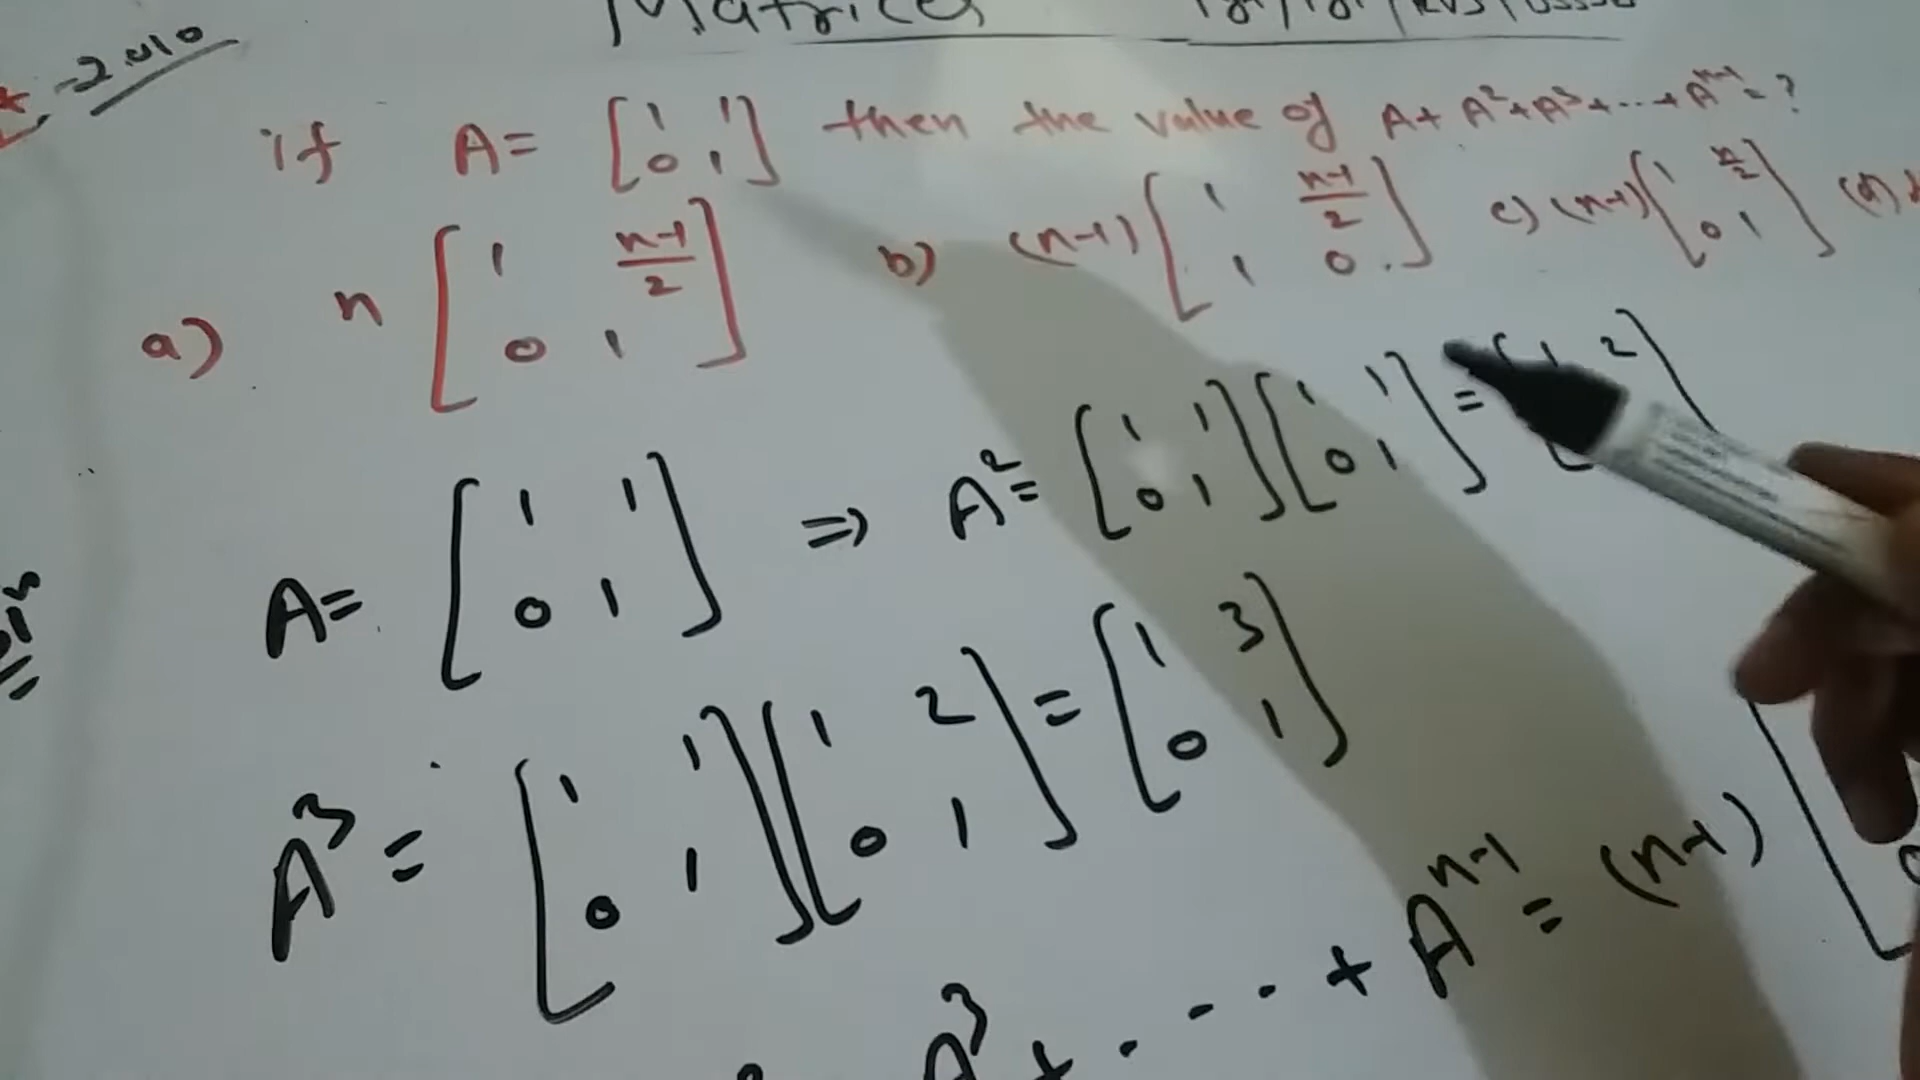 Matrices
-2010
if A = [1 1 0 1] then the value of A + A² + A³ + ... + Aⁿ⁻¹ = ?
a) n [1 n-1/2 0 1] b) (n-1) [1 n-1/2 1 0] c) (n-1) [1 n/2 0 1] (d)
A = [1 1 0 1] ⇒ A² = [1 1 0 1] [1 1 0 1] = [1 2
A³ = [1 1 0 1] [1 2 0 1] = [1 3 0 1]
A³ + ... + Aⁿ⁻¹ = (n-1) [